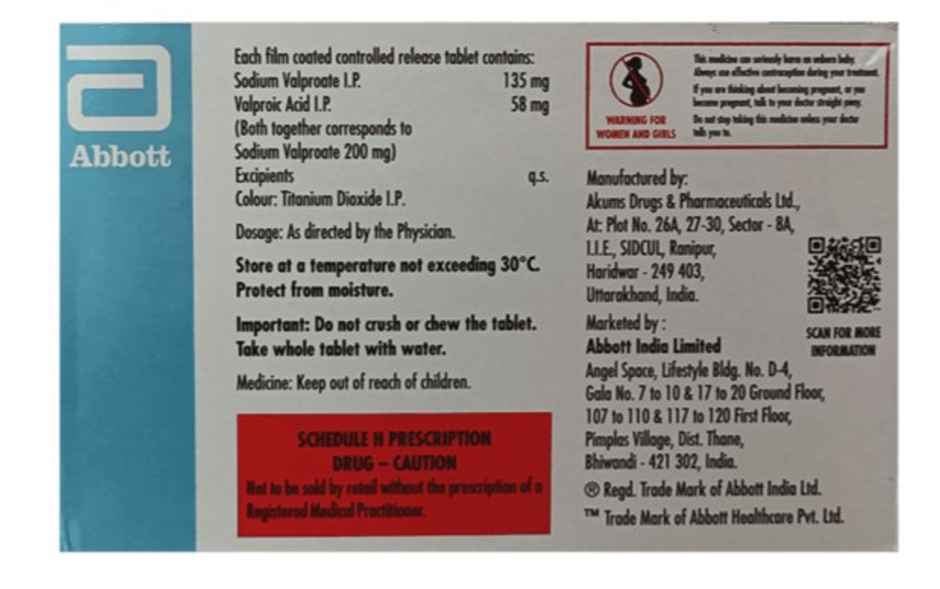 Abbott
Each film coated controlled release tablet contains:
Sodium Valproate I.P. 135 mg
Valproic Acid I.P. 58 mg
(Both together corresponds to
Sodium Valproate 200 mg)
Excipients q.s.
Colour: Titanium Dioxide I.P.
Dosage: As directed by the Physician.
Store at a temperature not exceeding 30°C.
Protect from moisture.
Important: Do not crush or chew the tablet.
Take whole tablet with water.
Medicine: Keep out of reach of children.
SCHEDULE H PRESCRIPTION
DRUG – CAUTION
Not to be sold by retail without the prescription of a
Registered Medical Practitioner.
WARNING FOR
WOMEN AND GIRLS
This medicine can seriously harm an unborn baby.
Always use effective contraception during your treatment.
If you are thinking about becoming pregnant, or you
become pregnant, talk to your doctor straight away.
Do not stop taking this medicine unless your doctor
tells you to.
Manufactured by:
Akums Drugs & Pharmaceuticals Ltd.,
At: Plot No. 26A, 27-30, Sector - 8A,
I.I.E., SIDCUL, Ranipur,
Haridwar - 249 403,
Uttarakhand, India.
SCAN FOR MORE
INFORMATION
Marketed by :
Abbott India Limited
Angel Space, Lifestyle Bldg. No. D-4,
Gala No. 7 to 10 & 17 to 20 Ground Floor,
107 to 110 & 117 to 120 First Floor,
Pimplas Village, Dist. Thane,
Bhiwandi - 421 302, India.
® Regd. Trade Mark of Abbott India Ltd.
™ Trade Mark of Abbott Healthcare Pvt. Ltd.